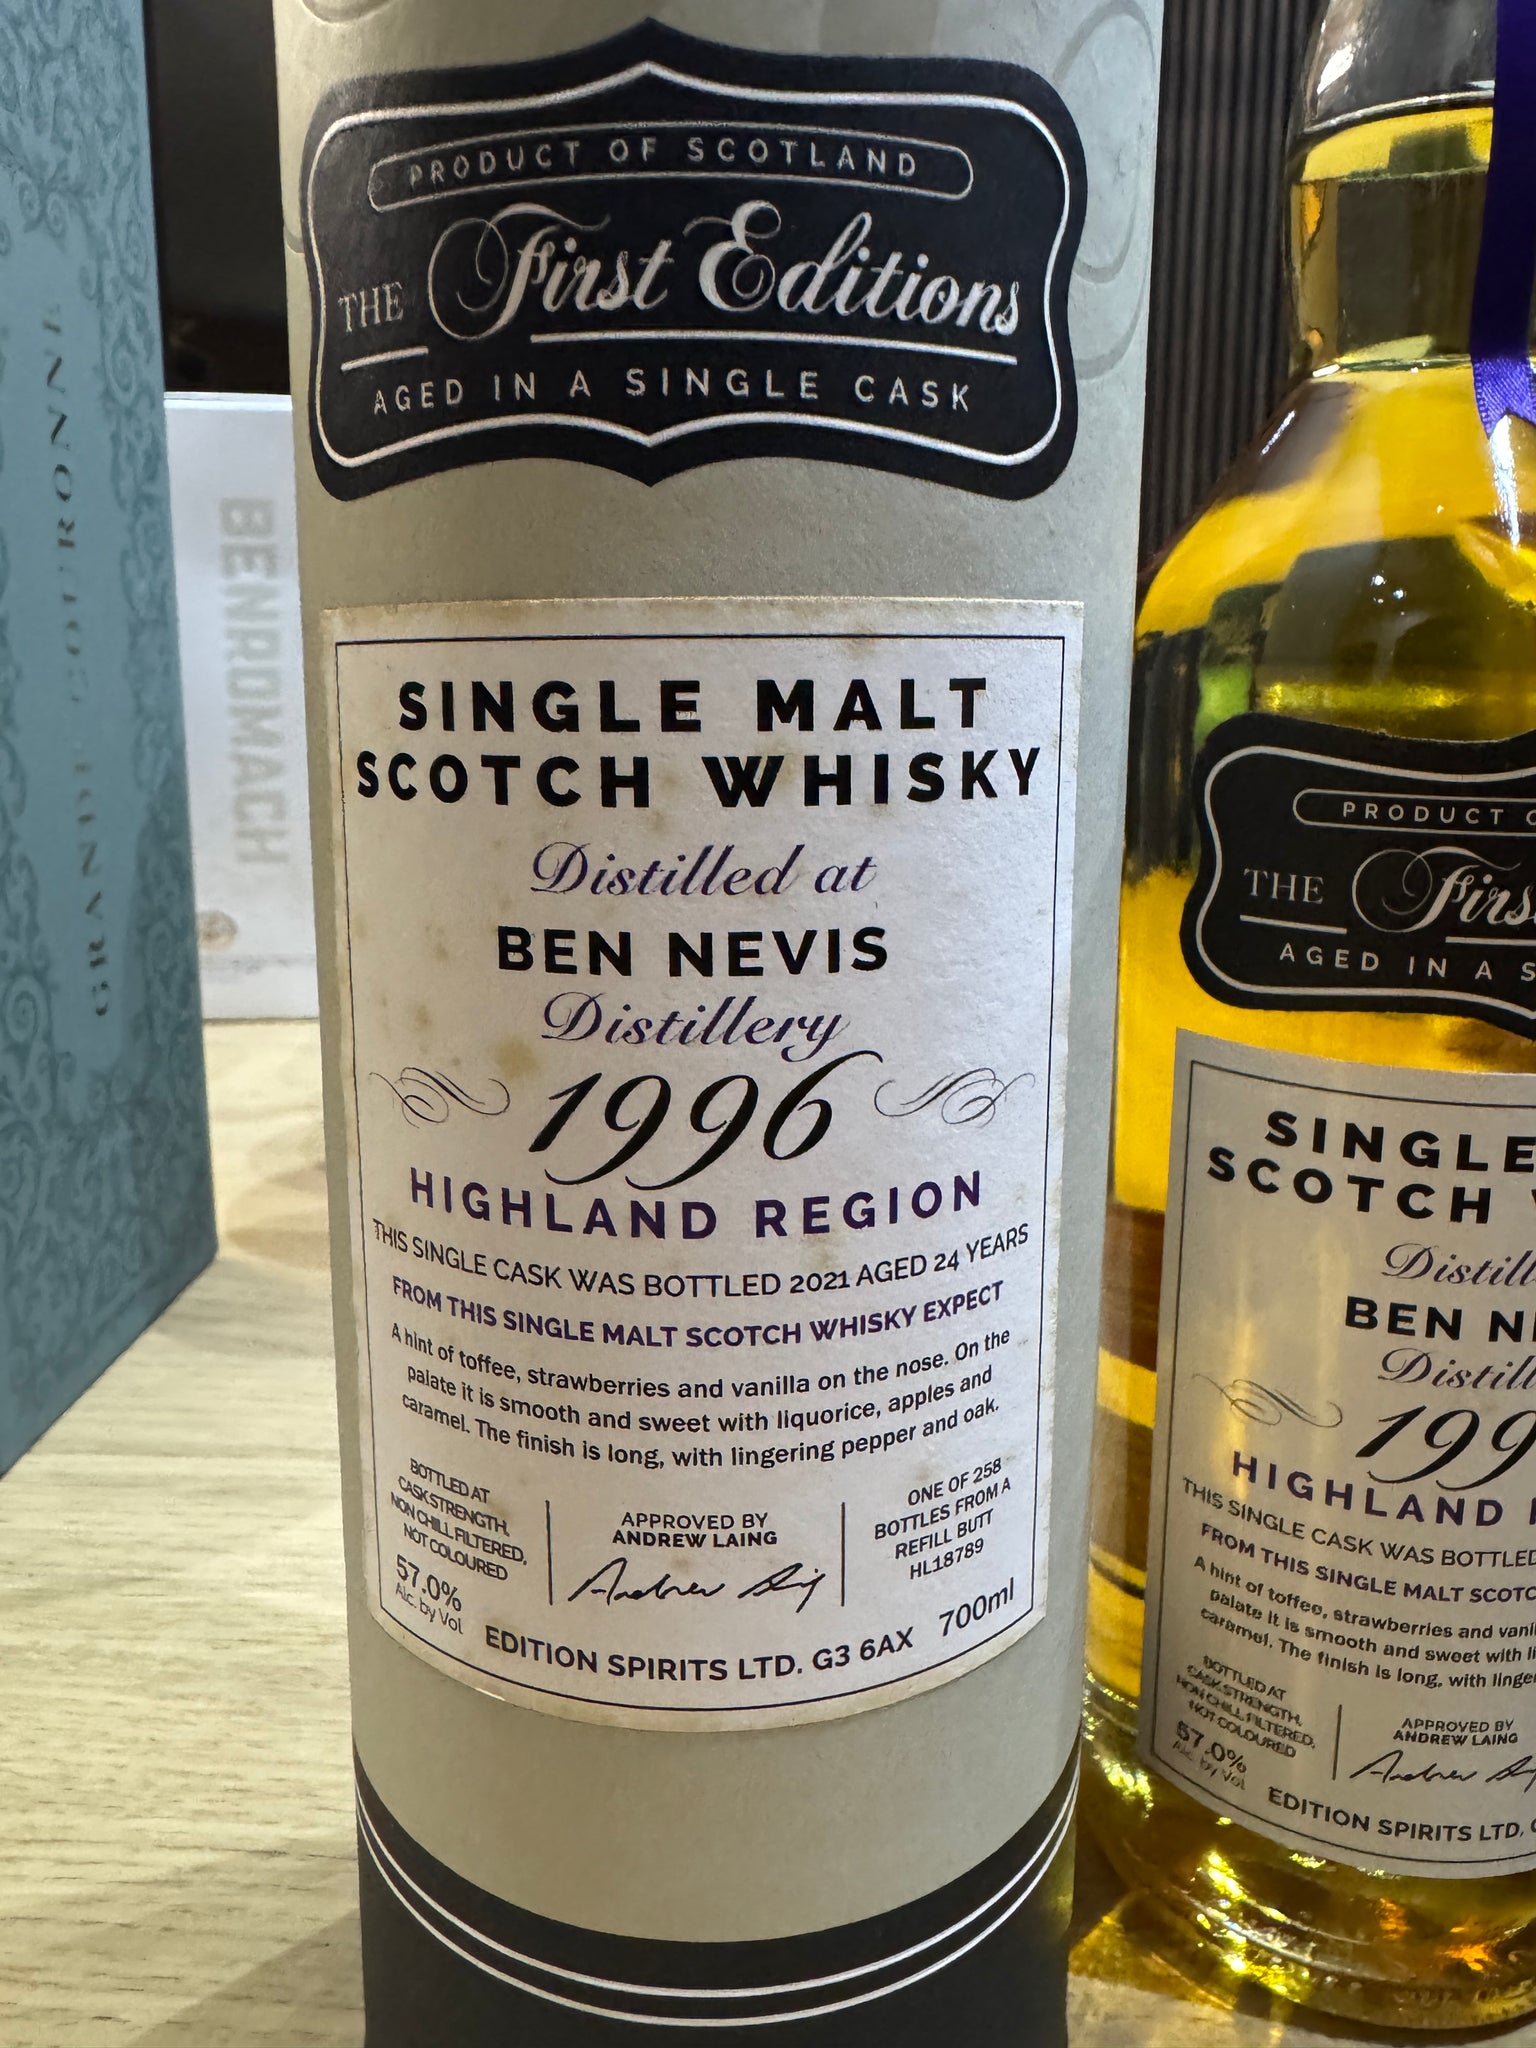 PRODUCT OF SCOTLAND
THE First Editions
AGED IN A SINGLE CASK
SINGLE MALT
SCOTCH WHISKY
Distilled at
BEN NEVIS
Distillery
1996
HIGHLAND REGION
THIS SINGLE CASK WAS BOTTLED 2021 AGED 24 YEARS
FROM THIS SINGLE MALT SCOTCH WHISKY EXPECT
A hint of toffee, strawberries and vanilla on the nose. On the
palate it is smooth and sweet with liquorice, apples and
caramel. The finish is long, with lingering pepper and oak.
BOTTLED AT
CASK STRENGTH,
NON CHILL FILTERED,
NOT COLOURED
57.0%
Alc. by Vol
APPROVED BY
ANDREW LAING
Andrew Laing
ONE OF 258
BOTTLES FROM A
REFILL BUTT
HL18789
EDITION SPIRITS LTD. G3 6AX 700ml
BENROMACH
PRODUCT
THE
AGED IN A
SINGLE
SCOTCH
BEN
HIGHLAND
THIS SINGLE CASK WAS BOTTLED
FROM THIS SINGLE MALT
A hint of toffee, strawberries and
palate it is smooth and sweet with
caramel. The finish is long, with
BOTTLED AT
CASK STRENGTH,
NON CHILL FILTERED,
NOT COLOURED
57.0%
Alc. by Vol
APPROVED BY
ANDREW LAING
EDITION SPIRITS LTD.